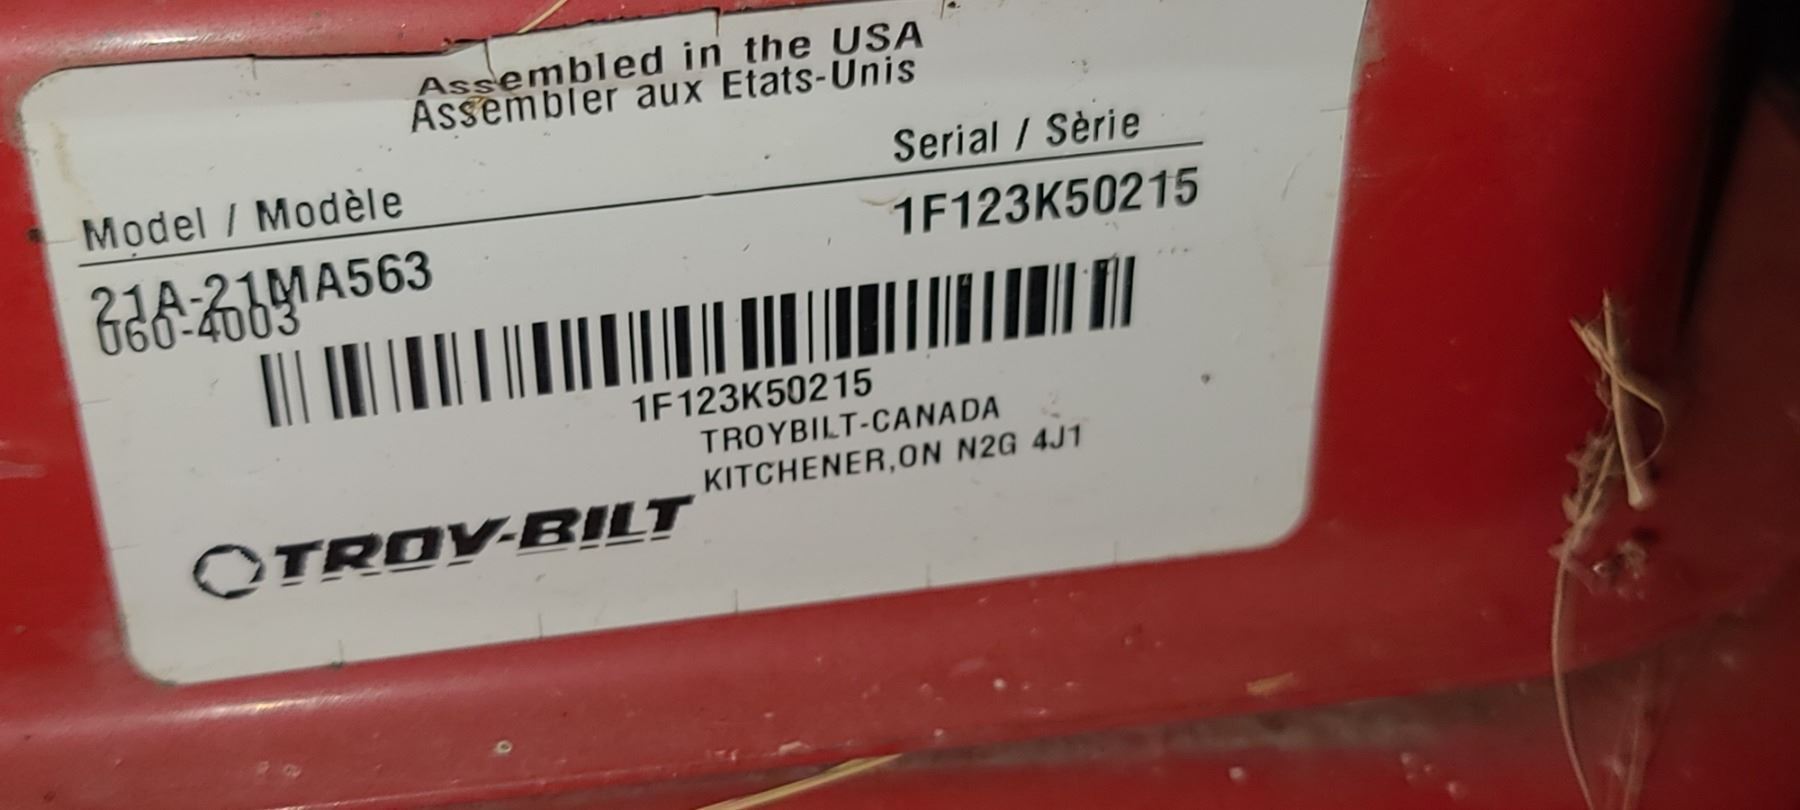 Assembled in the USA
Assembler aux Etats-Unis
Serial / Sèrie
Model / Modèle
1F123K50215
21A-21MA563
060-4003
1F123K50215
TROYBILT-CANADA
KITCHENER,ON N2G 4J1
TROY-BILT